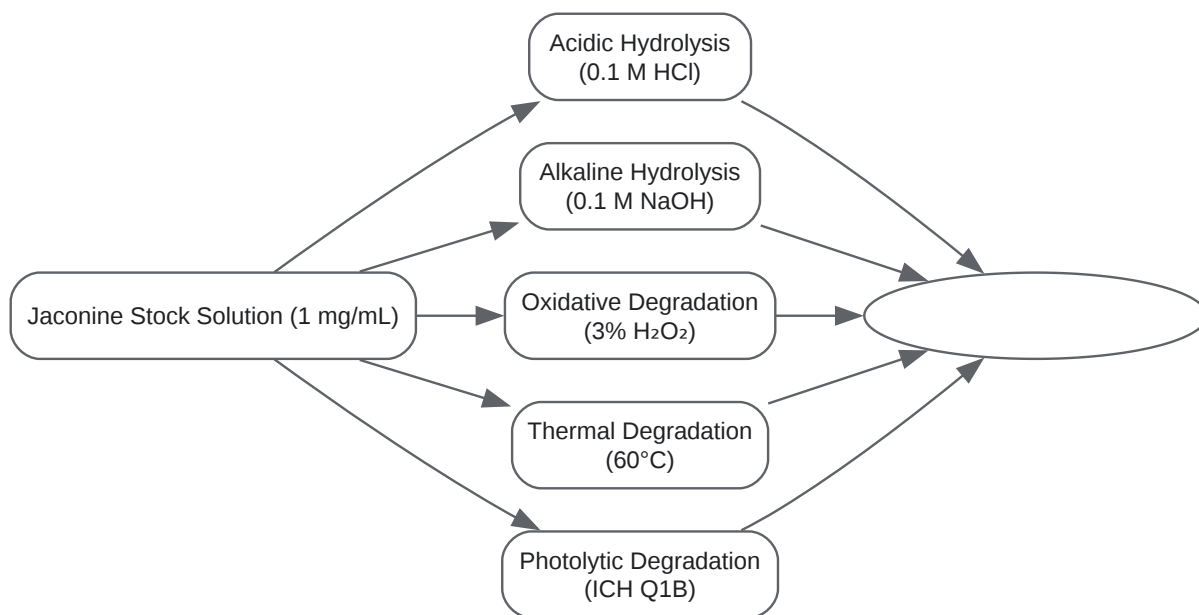 Acidic Hydrolysis
(0.1 M HCl)
Alkaline Hydrolysis
(0.1 M NaOH)
Jaconine Stock Solution (1 mg/mL)
Oxidative Degradation
(3% H₂O₂)
Thermal Degradation
(60°C)
Photolytic Degradation
(ICH Q1B)